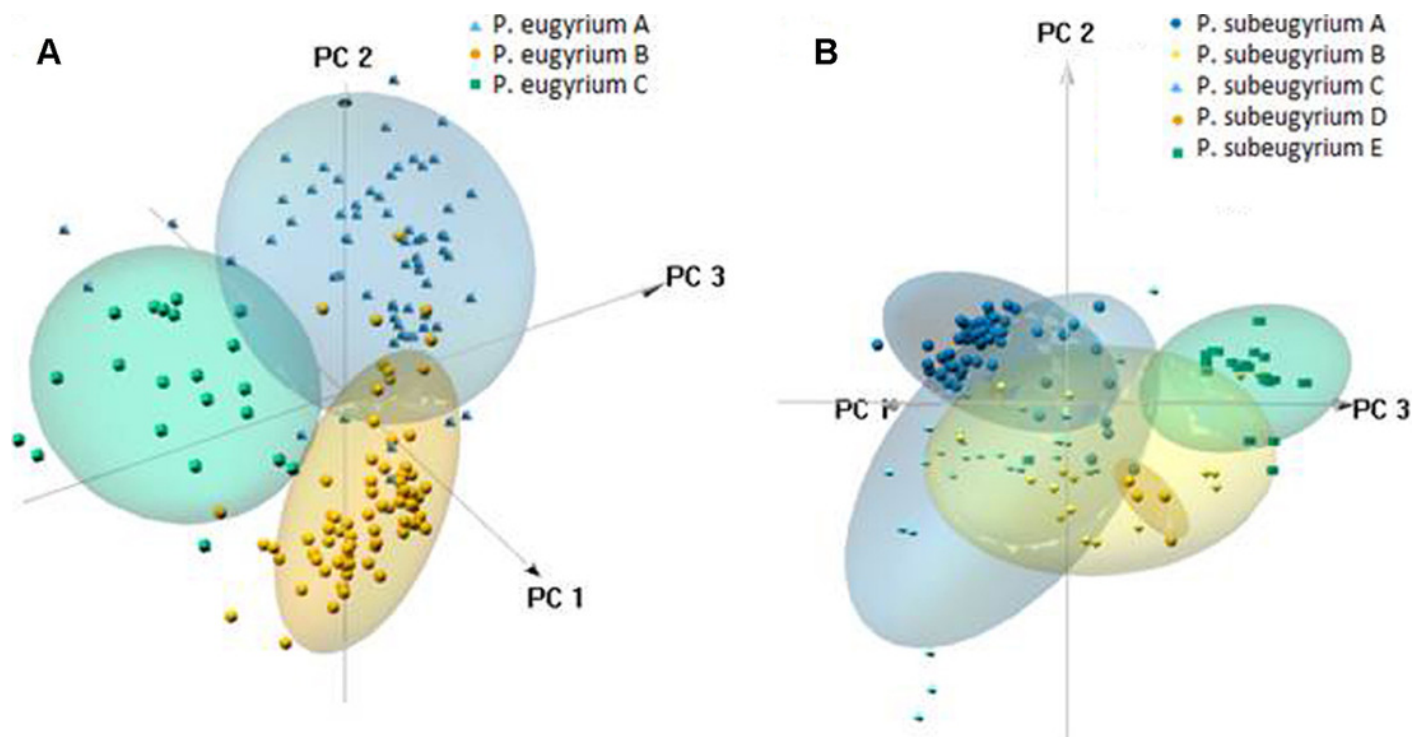 A
PC 2
P. eugyrium A
P. eugyrium B
P. eugyrium C
PC 3
PC 1
B
PC 2
P. subeugyrium A
P. subeugyrium B
P. subeugyrium C
P. subeugyrium D
P. subeugyrium E
PC
PC 3